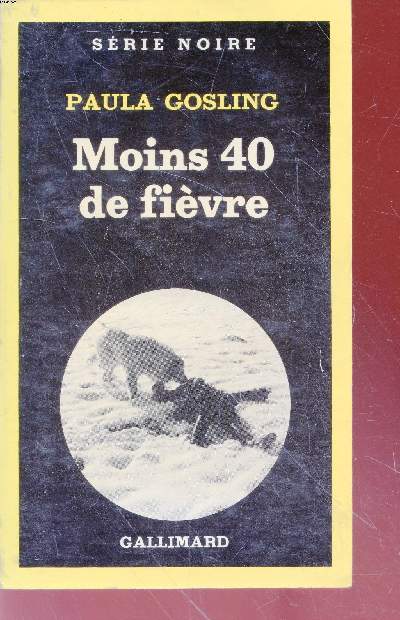 SÉRIE NOIRE
PAULA GOSLING
Moins 40
de fièvre
GALLIMARD